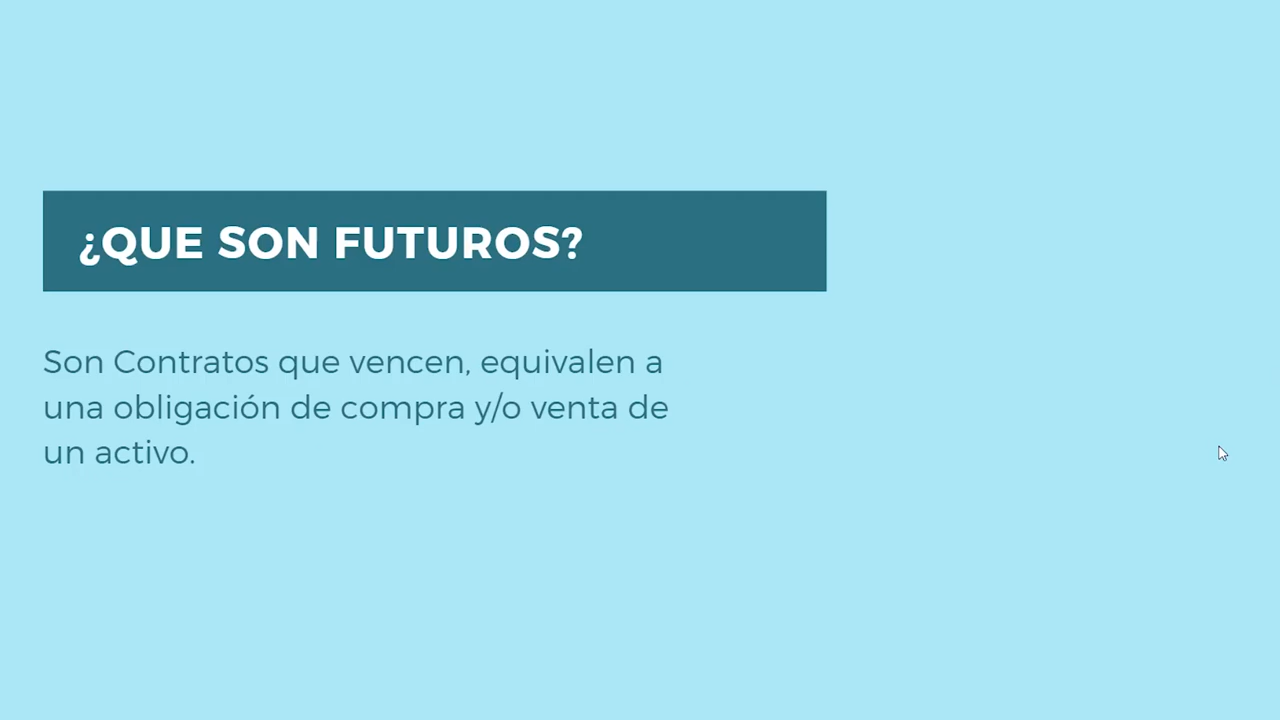 ¿QUE SON FUTUROS?
Son Contratos que vencen, equivalen a
una obligación de compra y/o venta de
un activo.